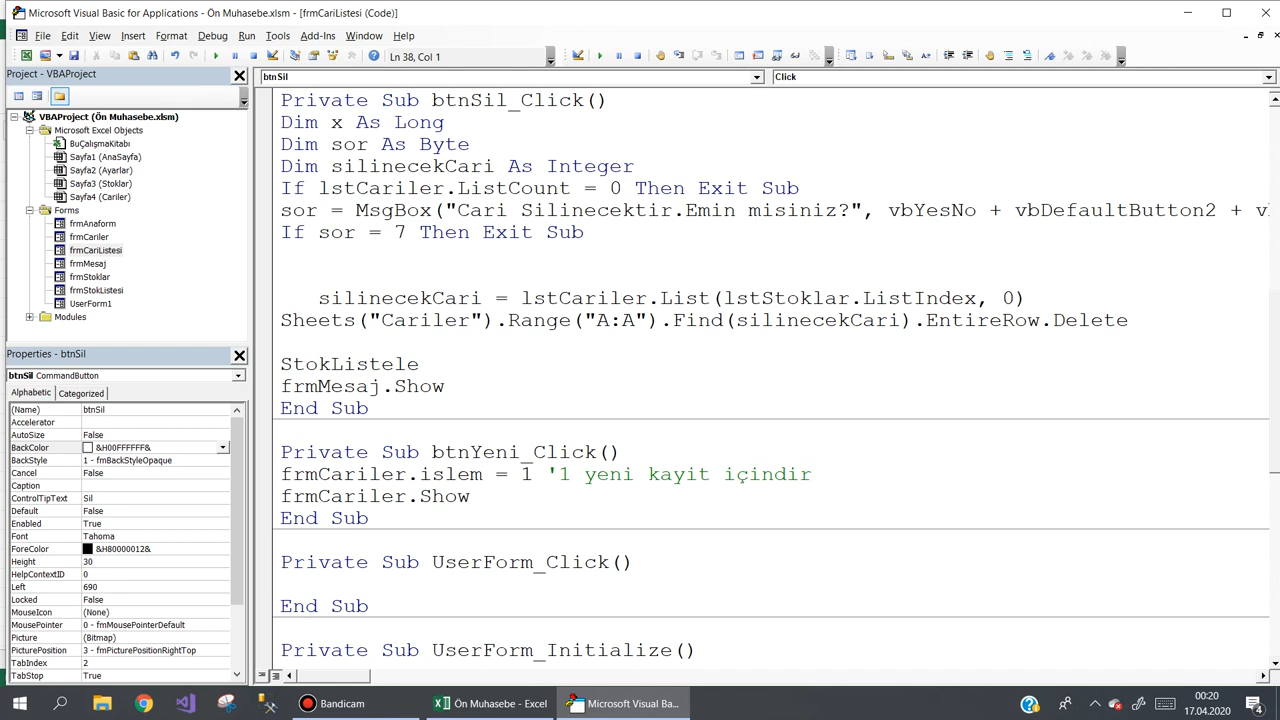 Microsoft Visual Basic for Applications - Ön Muhasebe.xlsm - [frmCariListesi (Code)]
File Edit View Insert Format Debug Run Tools Add-Ins Window Help
Ln 38, Col 1
Project - VBAProject
VBAProject (Ön Muhasebe.xlsm)
Microsoft Excel Objects
BuÇalışmaKitabı
Sayfa1 (AnaSayfa)
Sayfa2 (Ayarlar)
Sayfa3 (Stoklar)
Sayfa4 (Cariler)
Forms
frmAnaform
frmCariler
frmCariListesi
frmMesaj
frmStoklar
frmStokListesi
UserForm1
Modules
Properties - btnSil
btnSil CommandButton
Alphabetic Categorized
(Name) btnSil
Accelerator
AutoSize False
BackColor &H00FFFFFF&
BackStyle 1 - fmBackStyleOpaque
Cancel False
Caption
ControlTipText Sil
Default False
Enabled True
Font Tahoma
ForeColor &H80000012&
Height 30
HelpContextID 0
Left 690
Locked False
MouseIcon (None)
MousePointer 0 - fmMousePointerDefault
Picture (Bitmap)
PicturePosition 3 - fmPicturePositionRightTop
TabIndex 2
TabStop True
btnSil Click
Private Sub btnSil_Click()
Dim x As Long
Dim sor As Byte
Dim silinecekCari As Integer
If lstCariler.ListCount = 0 Then Exit Sub
sor = MsgBox("Cari Silinecektir.Emin misiniz?", vbYesNo + vbDefaultButton2 + 
If sor = 7 Then Exit Sub
silinecekCari = lstCariler.List(lstStoklar.ListIndex, 0)
Sheets("Cariler").Range("A:A").Find(silinecekCari).EntireRow.Delete
StokListele
frmMesaj.Show
End Sub
Private Sub btnYeni_Click()
frmCariler.islem = 1 '1 yeni kayit içindir
frmCariler.Show
End Sub
Private Sub UserForm_Click()
End Sub
Private Sub UserForm_Initialize()
Bandicam
Ön Muhasebe - Excel
Microsoft Visual Ba...
00:20
17.04.2020
4